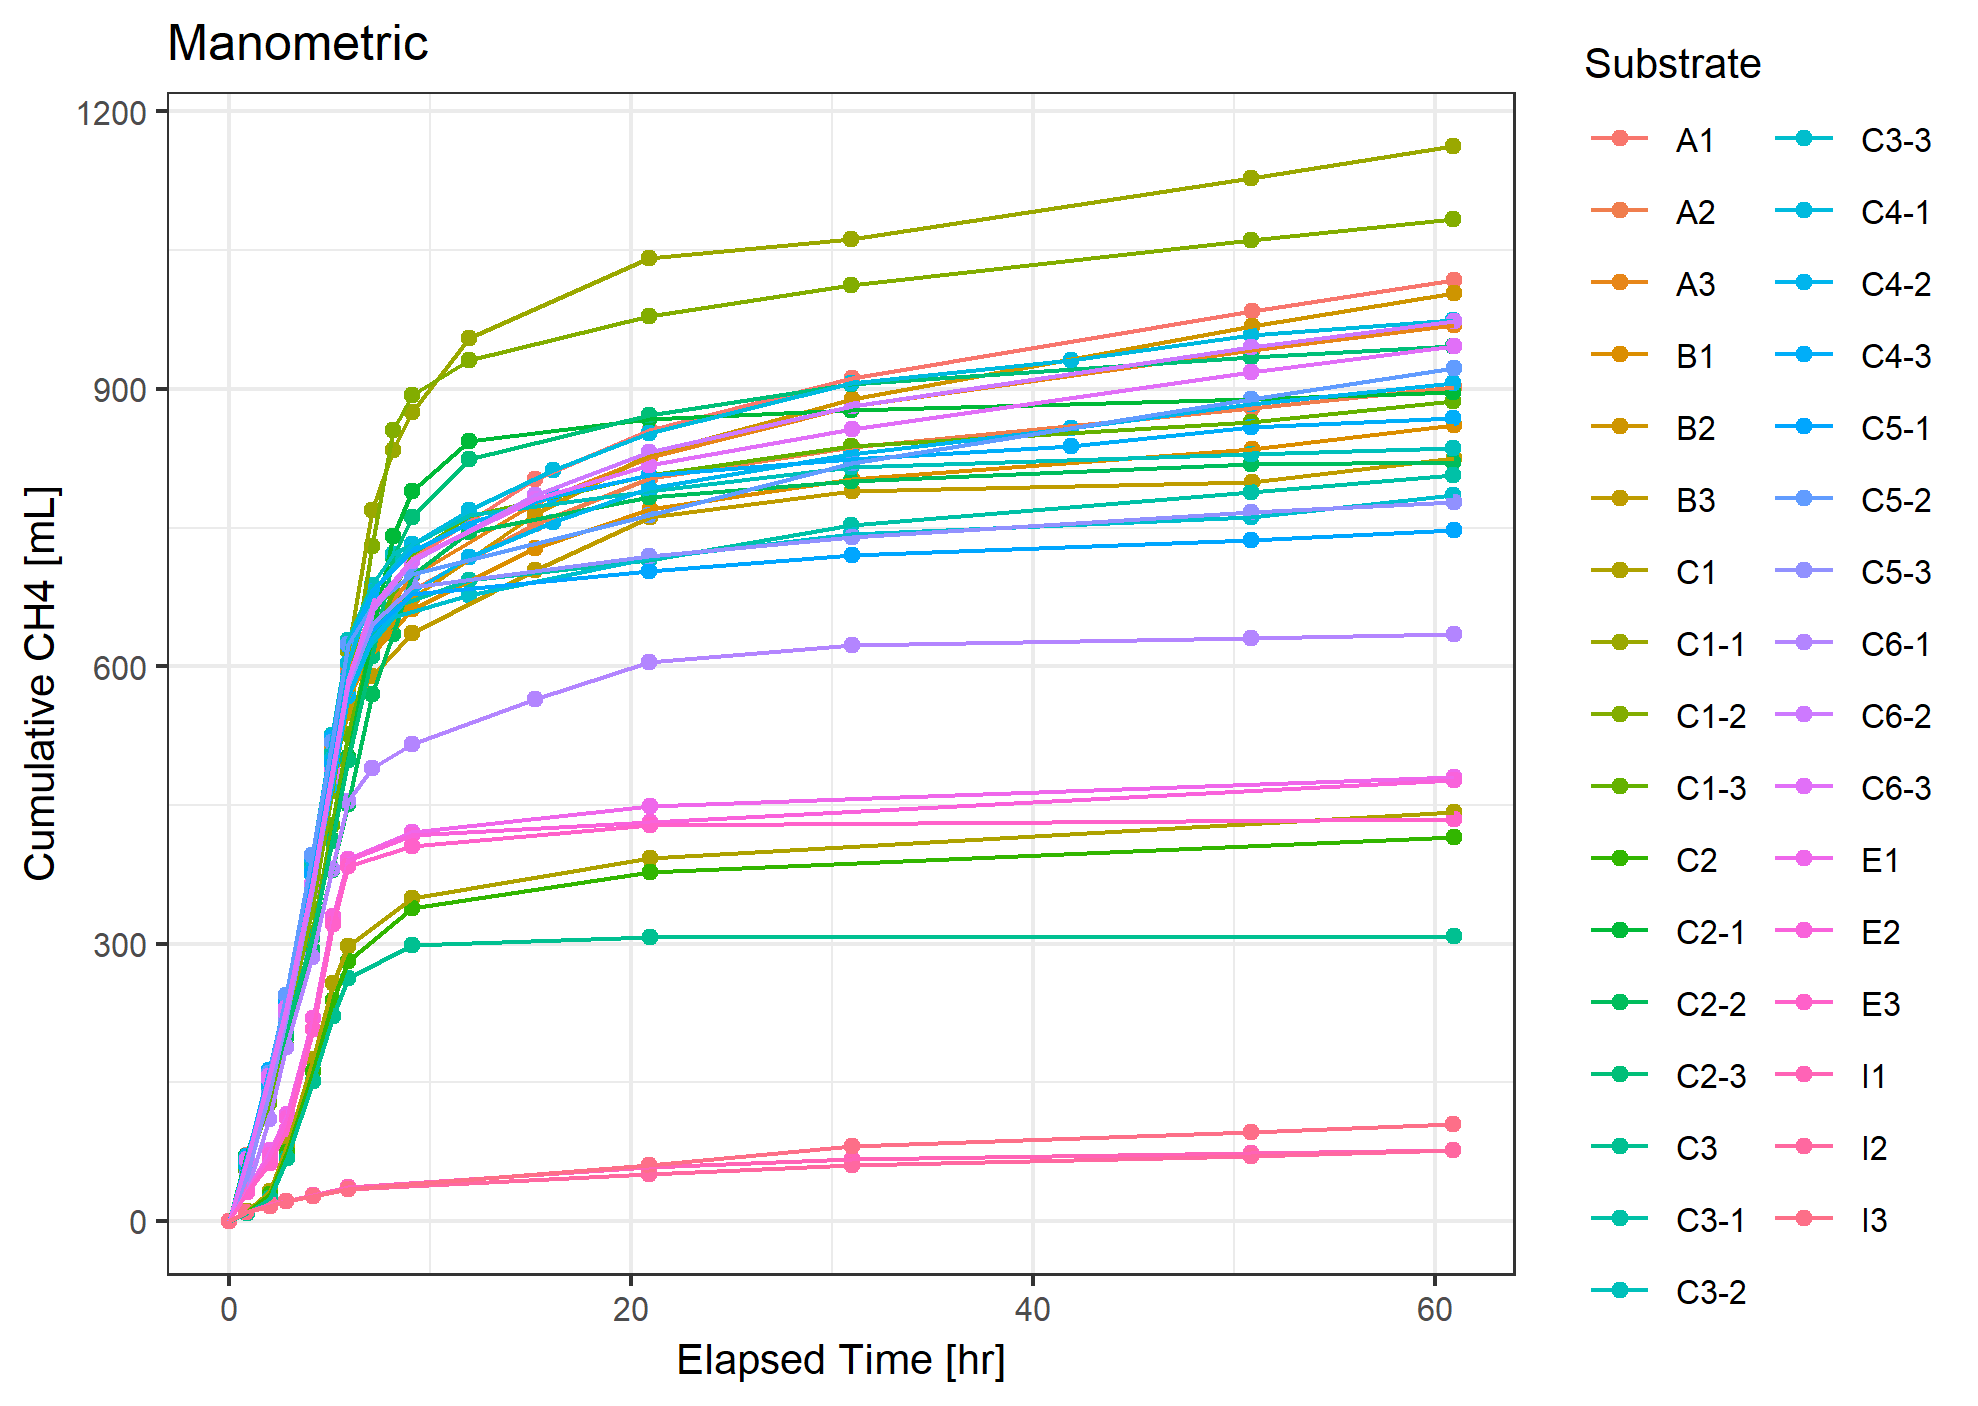 Manometric
Cumulative CH4 [mL]
1200
900
600
300
0
0 20 40 60
Elapsed Time [hr]
Substrate
A1
A2
A3
B1
B2
B3
C1
C1-1
C1-2
C1-3
C2
C2-1
C2-2
C2-3
C3
C3-1
C3-2
C3-3
C4-1
C4-2
C4-3
C5-1
C5-2
C5-3
C6-1
C6-2
C6-3
E1
E2
E3
I1
I2
I3